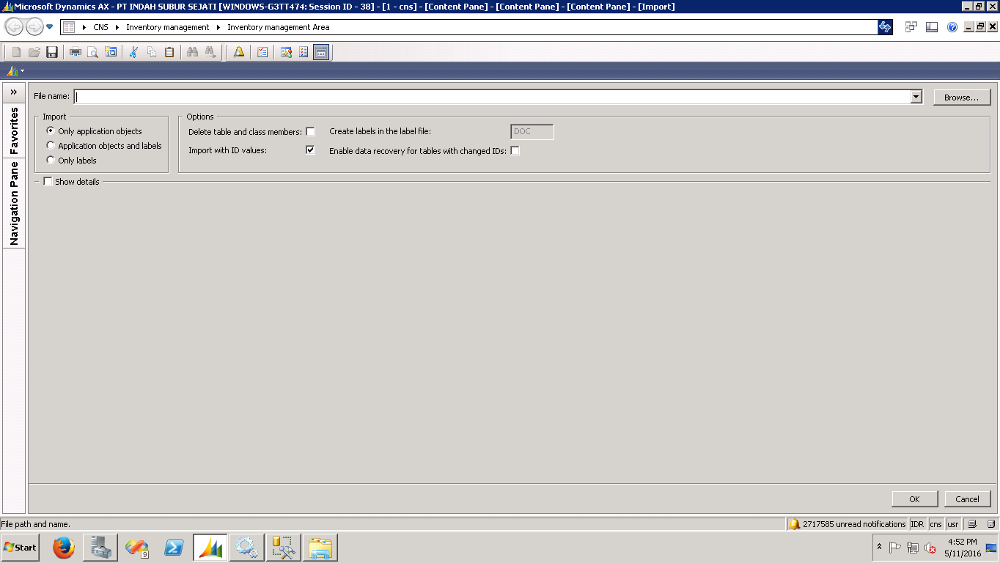 Microsoft Dynamics AX - PT INDAH SUBUR SEJATI [WINDOWS-G3TT474: Session ID - 38] - [1 - cns] - [Content Pane] - [Content Pane] - [Content Pane] - [Import]
CNS Inventory management Inventory management Area
File name: Browse...
Import
Only application objects
Application objects and labels
Only labels
Options
Delete table and class members: Create labels in the label file: DOC
Import with ID values: Enable data recovery for tables with changed IDs:
Show details
Favorites
Navigation Pane
OK Cancel
File path and name. 2717585 unread notifications IDR cns usr
Start 9 4:52 PM
5/11/2016